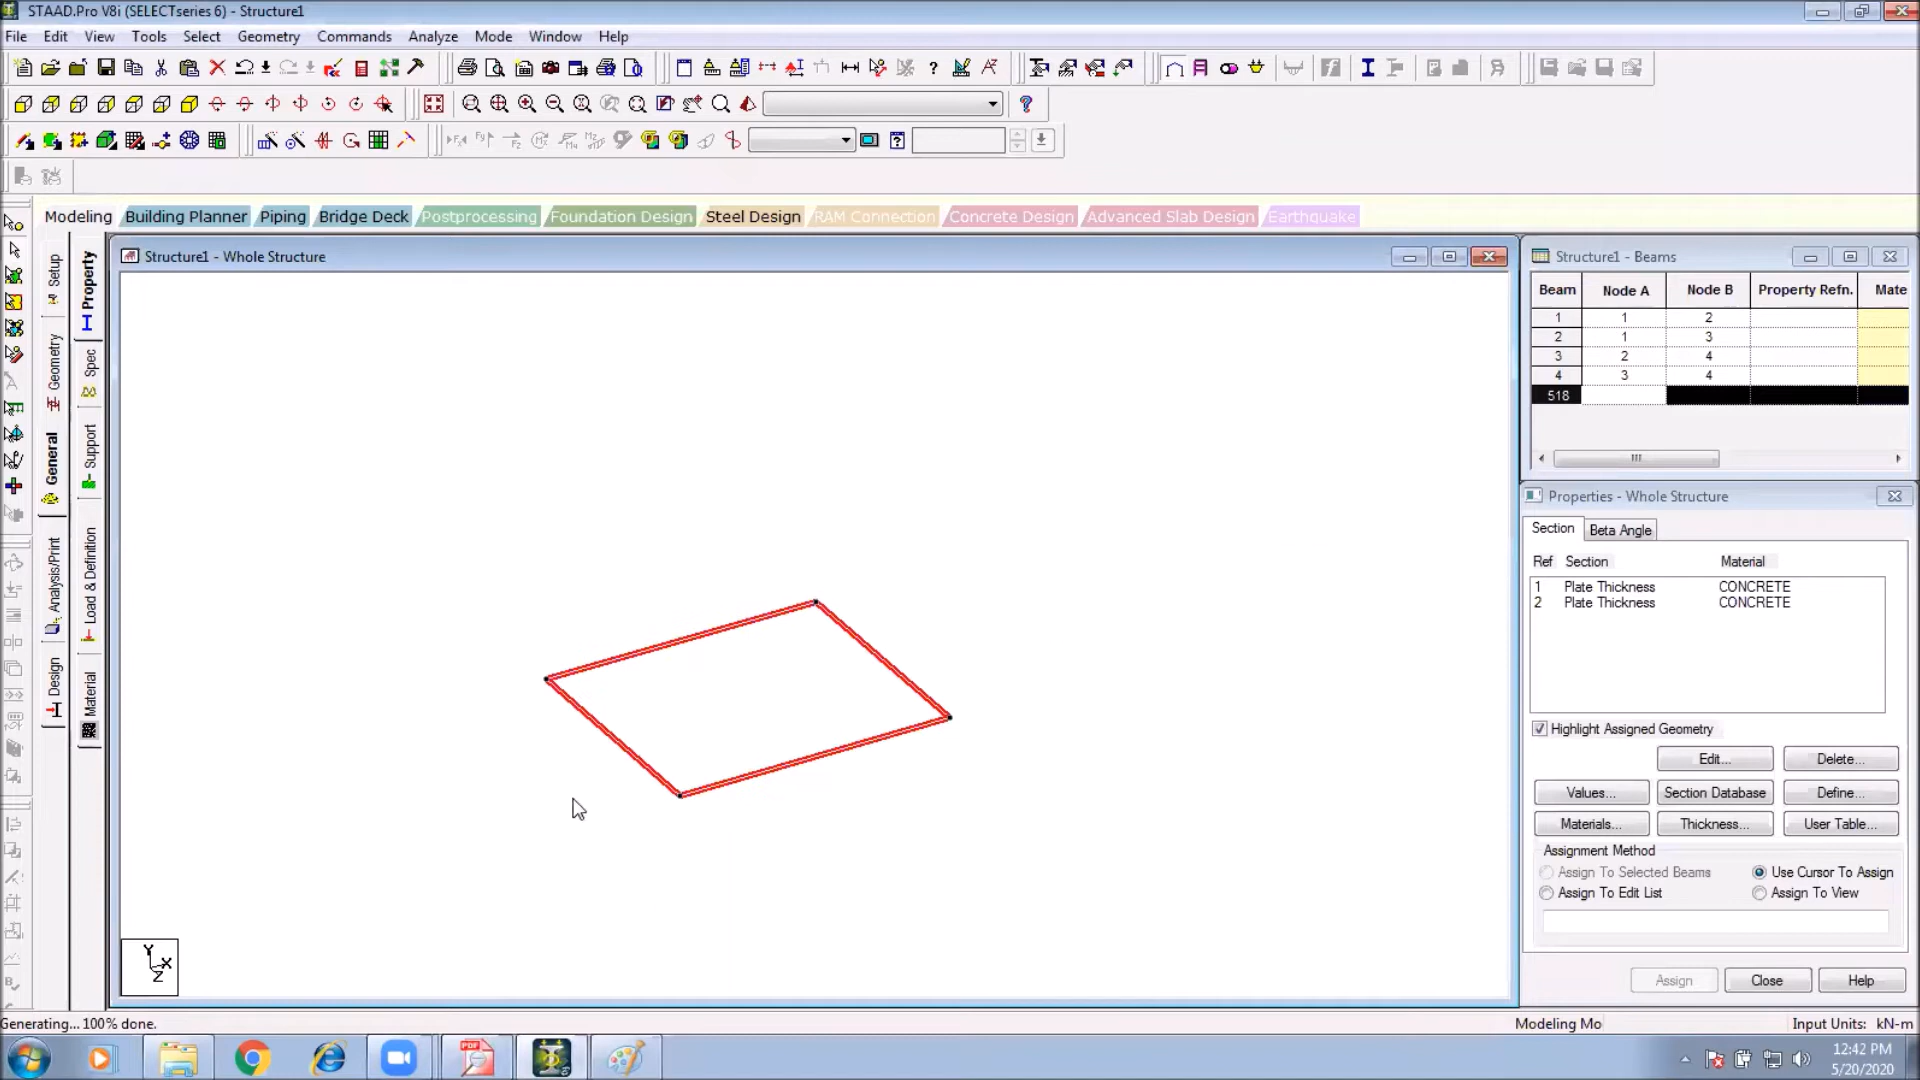 STAAD.Pro V8i (SELECTseries 6) - Structure1
File Edit View Tools Select Geometry Commands Analyze Mode Window Help
Modeling Building Planner Piping Bridge Deck Postprocessing Foundation Design Steel Design RAM Connection Concrete Design Advanced Slab Design Earthquake
Setup
Geometry
General
Analysis/Print
Design
Property
Spec
Support
Load & Definition
Material
Structure1 - Whole Structure
Y
X
Z
Structure1 - Beams
Beam Node A Node B Property Refn. Mate
1 1 2
2 1 3
3 2 4
4 3 4
518
Properties - Whole Structure
Section Beta Angle
Ref Section Material
1 Plate Thickness CONCRETE
2 Plate Thickness CONCRETE
Highlight Assigned Geometry
Edit... Delete...
Values... Section Database Define...
Materials... Thickness... User Table...
Assignment Method
Assign To Selected Beams Use Cursor To Assign
Assign To Edit List Assign To View
Assign Close Help
Generating... 100% done. Modeling Mo Input Units: kN-m
12:42 PM
5/20/2020